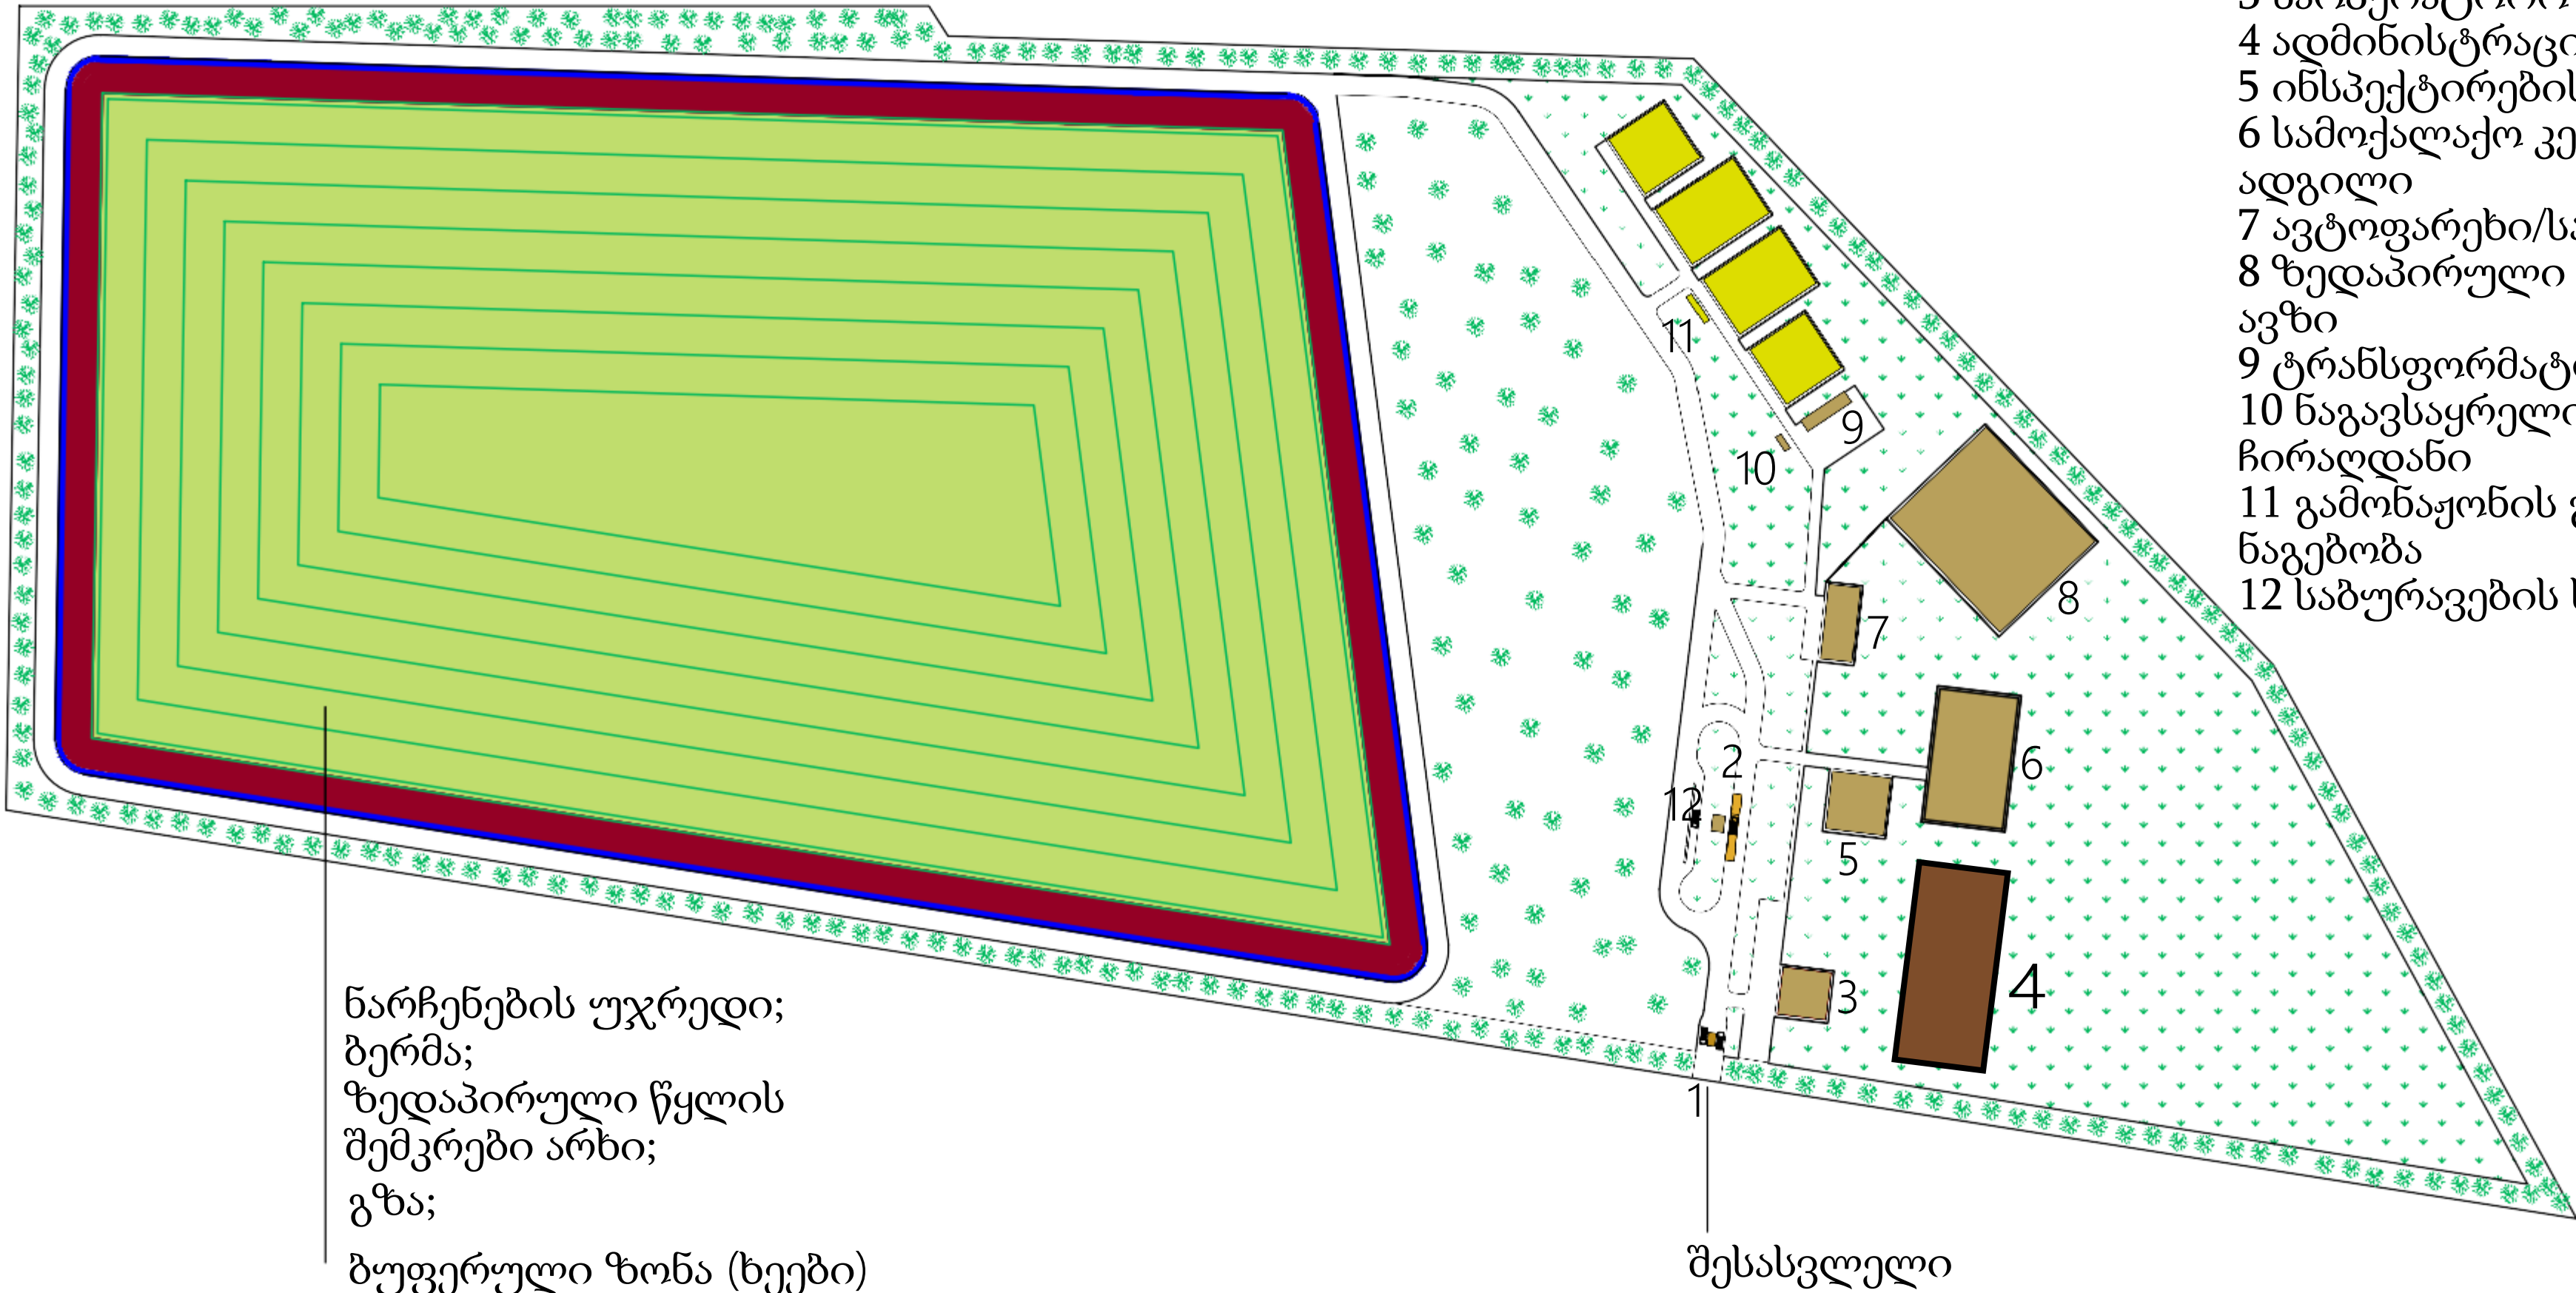 4 ადმინისტრაცი
5 ინსპექტირების
6 სამოქალაქო კე
ადგილი
7 ავტოფარეხი/სა
8 ზედაპირული
ავზი
9 ტრანსფორმატო
10 ნაგავსაყრელი
ჩირაღდანი
11 გამონაჟონის
ნაგებობა
12 საბურავების
11
9
10
8
7
2
6
12
5
4
3
1
ნარჩენების უჯრედი;
ბერმა;
ზედაპირული წყლის
შემკრები არხი;
გზა;
ბუფერული ზონა (ხეები)
შესასვლელი